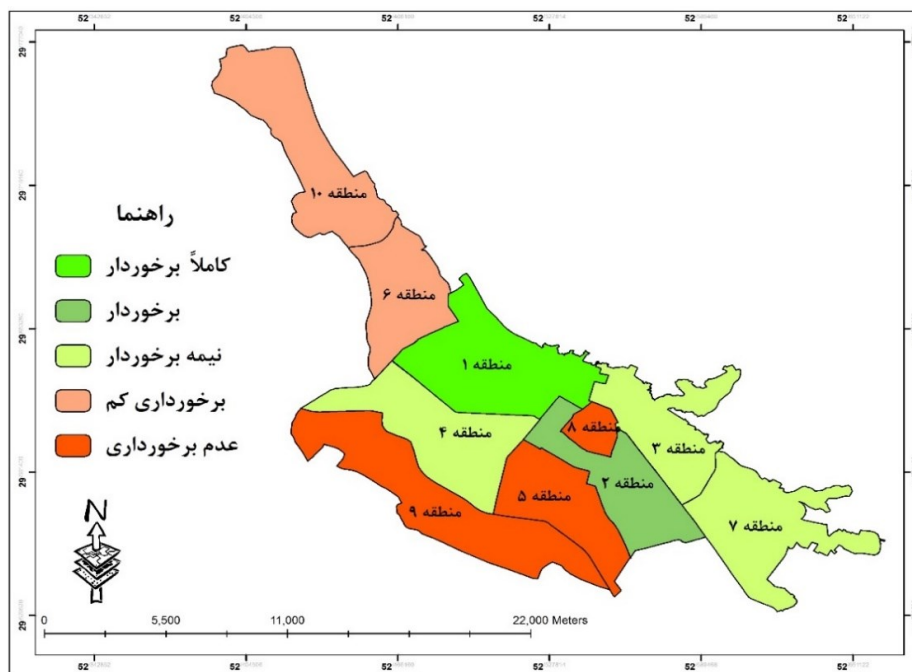 52 52 52 52 52 52
29
29
29
29
29
منطقه ۱۰
منطقه ۶
منطقه ۱
منطقه ۸
منطقه ۳
منطقه ۴
منطقه ۲
منطقه ۵
منطقه ۹
منطقه ۷
راهنما
کاملاً برخوردار
برخوردار
نیمه برخوردار
برخورداری کم
عدم برخورداری
N
0 5,500 11,000 22,000 Meters
52 52 52 52 52 52